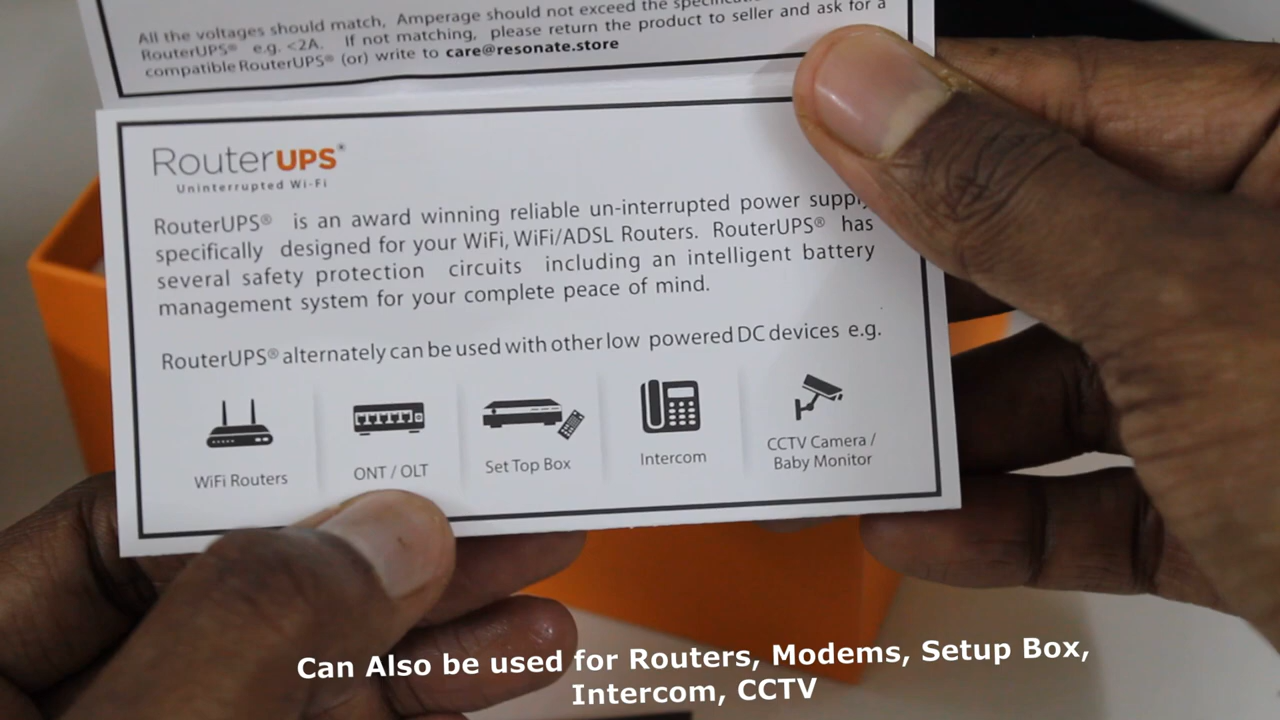 All the voltages should match, Amperage should not exceed the
RouterUPS® e.g. <2A. If not matching, please return the product to seller and ask for a
compatible RouterUPS® (or) write to care@resonate.store
RouterUPS®
Uninterrupted Wi-Fi
RouterUPS® is an award winning reliable un-interrupted power
specifically designed for your WiFi, WiFi/ADSL Routers. RouterUPS® has
several safety protection circuits including an intelligent battery
management system for your complete peace of mind.
RouterUPS® alternately can be used with other low powered DC devices e.g.
WiFi Routers
ONT / OLT
Set Top Box
Intercom
CCTV Camera /
Baby Monitor
Can Also be used for Routers, Modems, Setup Box,
Intercom, CCTV